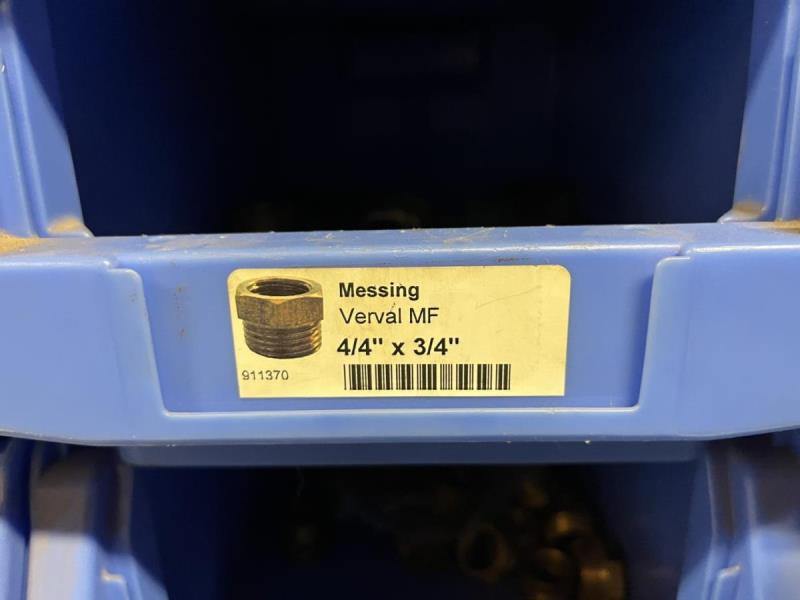 Messing
Verval MF
4/4" x 3/4"
911370